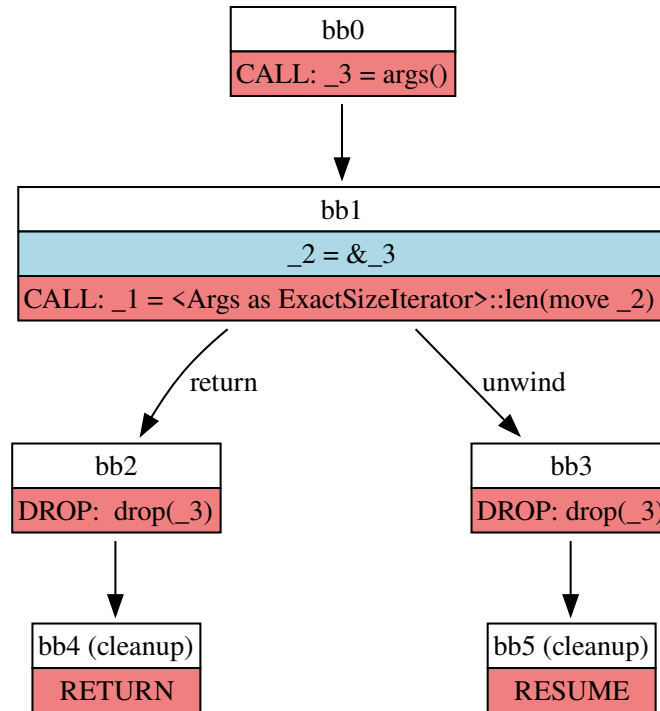 bb0
CALL: _3 = args()
bb1
_2 = &_3
CALL: _1 = <Args as ExactSizeIterator>::len(move _2)
return
unwind
bb2
DROP:  drop(_3)
bb3
DROP: drop(_3)
bb4 (cleanup)
RETURN
bb5 (cleanup)
RESUME